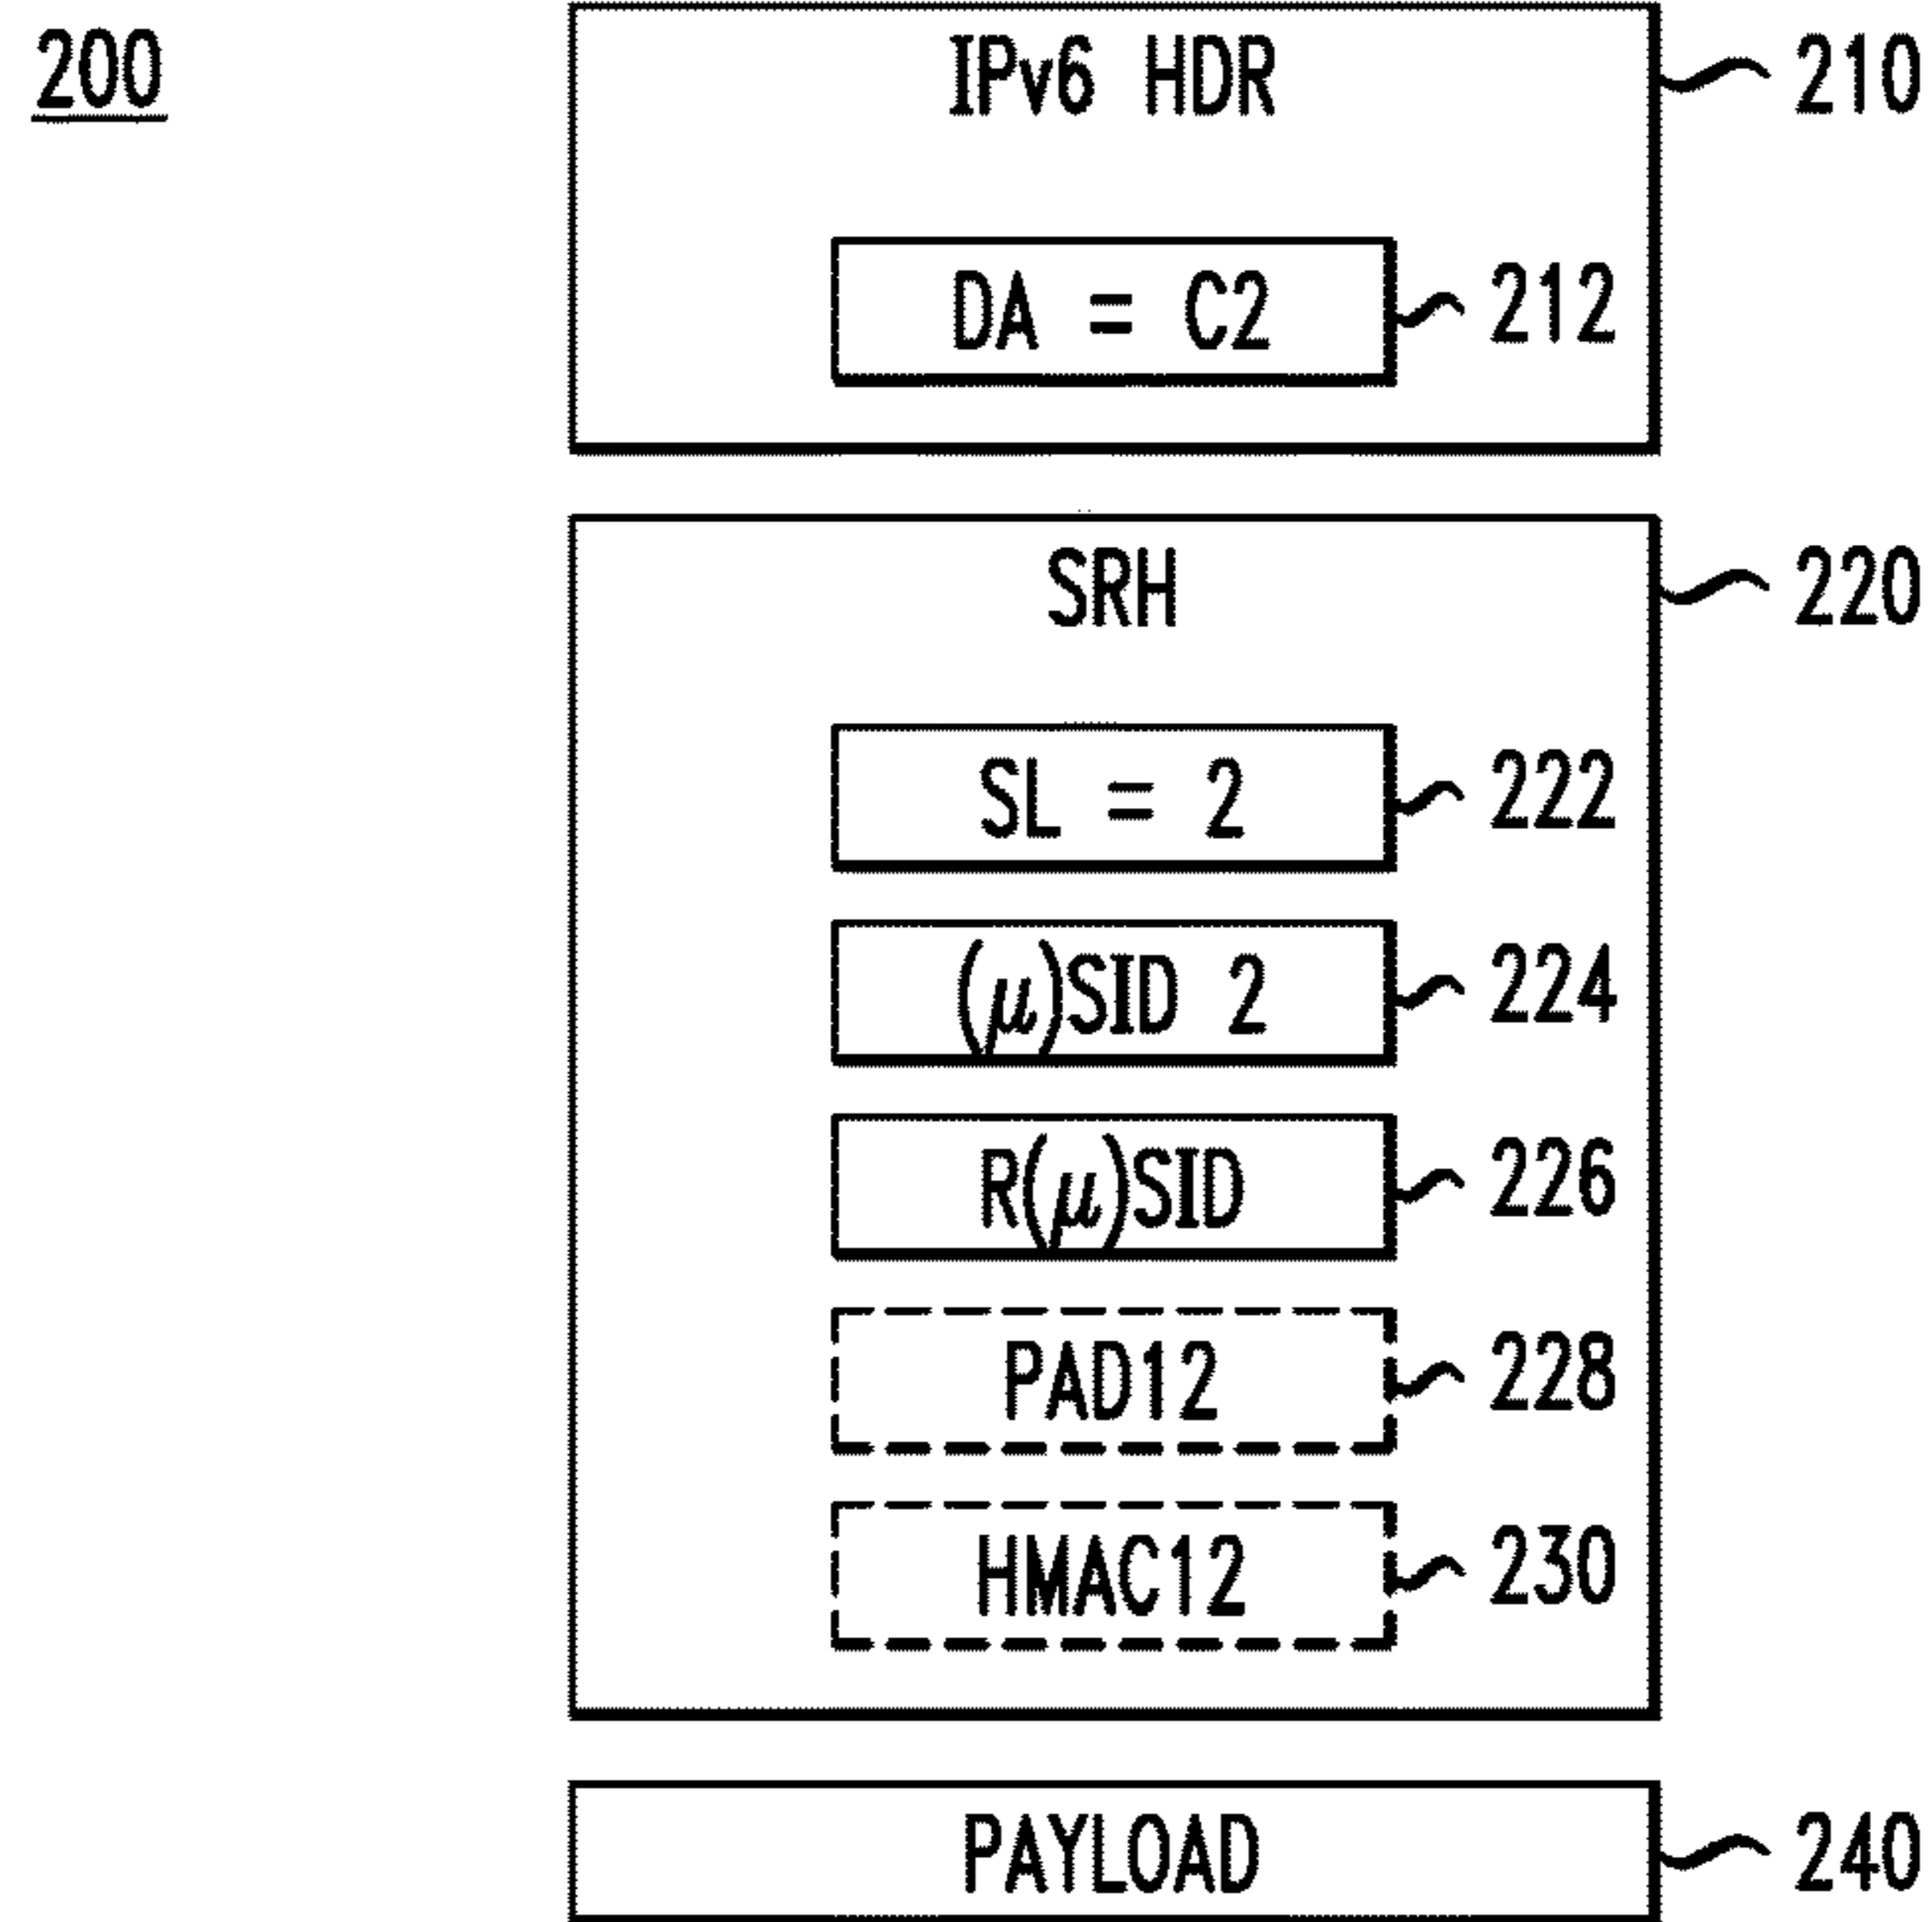 200
IPv6 HDR 210
DA = C2 212
SRH 220
SL = 2 222
(μ)SID 2 224
R(μ)SID 226
PAD12 228
HMAC12 230
PAYLOAD 240